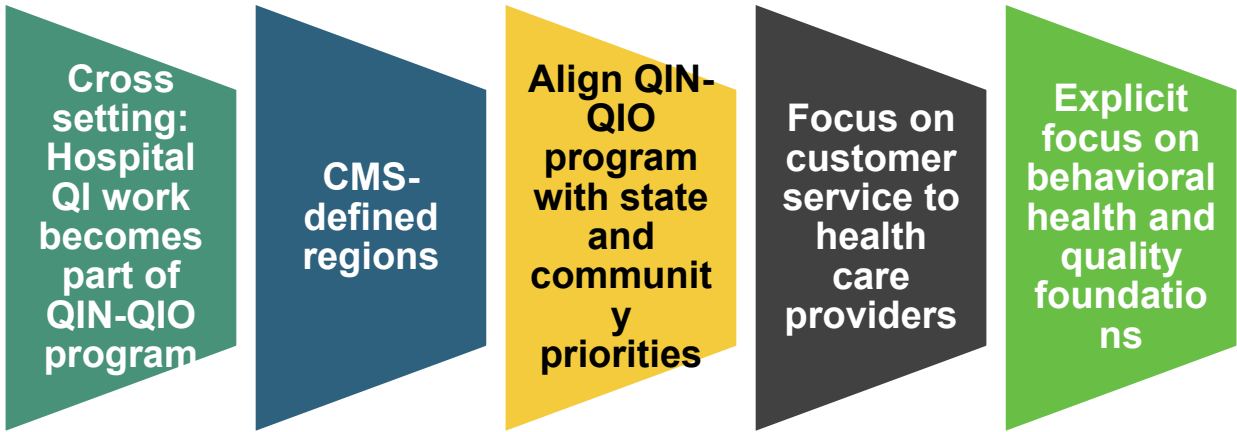 Cross
setting:
Hospital
QI work
becomes
part of
QIN-QIO
program
CMS-
defined
regions
Align QIN-
QIO
program
with state
and
communit
y
priorities
Focus on
customer
service to
health
care
providers
Explicit
focus on
behavioral
health and
quality
foundatio
ns